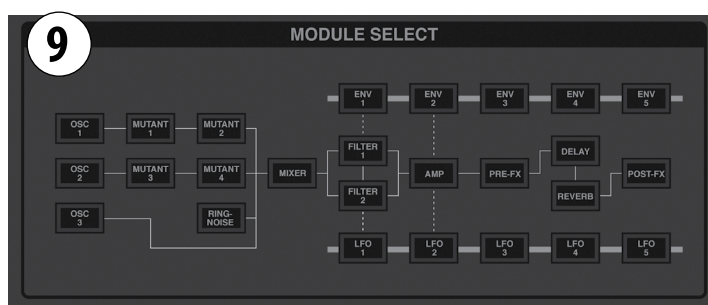 9
MODULE SELECT
ENV
1
ENV
2
ENV
3
ENV
4
ENV
5
OSC
1
MUTANT
1
MUTANT
2
FILTER
1
DELAY
OSC
2
MUTANT
3
MUTANT
4
MIXER
AMP
PRE-FX
POST-FX
FILTER
2
REVERB
OSC
3
RING-
NOISE
LFO
1
LFO
2
LFO
3
LFO
4
LFO
5